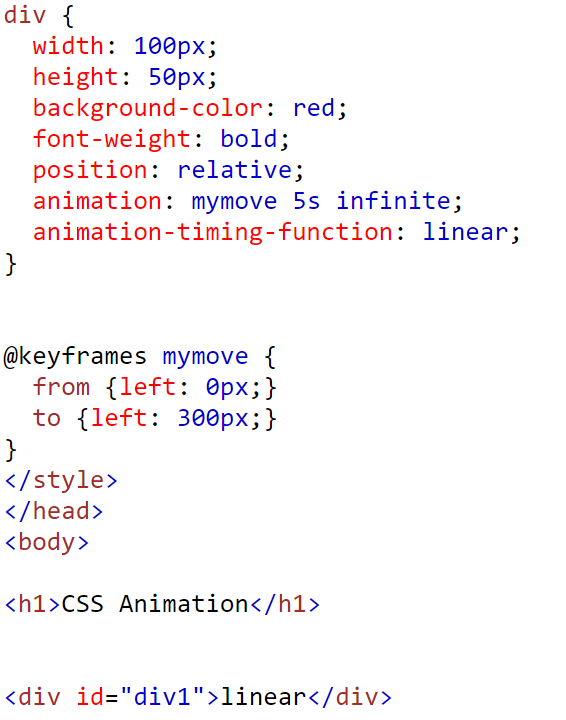 div {
  width: 100px;
  height: 50px;
  background-color: red;
  font-weight: bold;
  position: relative;
  animation: mymove 5s infinite;
  animation-timing-function: linear;
}
@keyframes mymove {
  from {left: 0px;}
  to {left: 300px;}
}
</style>
</head>
<body>
<h1>CSS Animation</h1>
<div id="div1">linear</div>